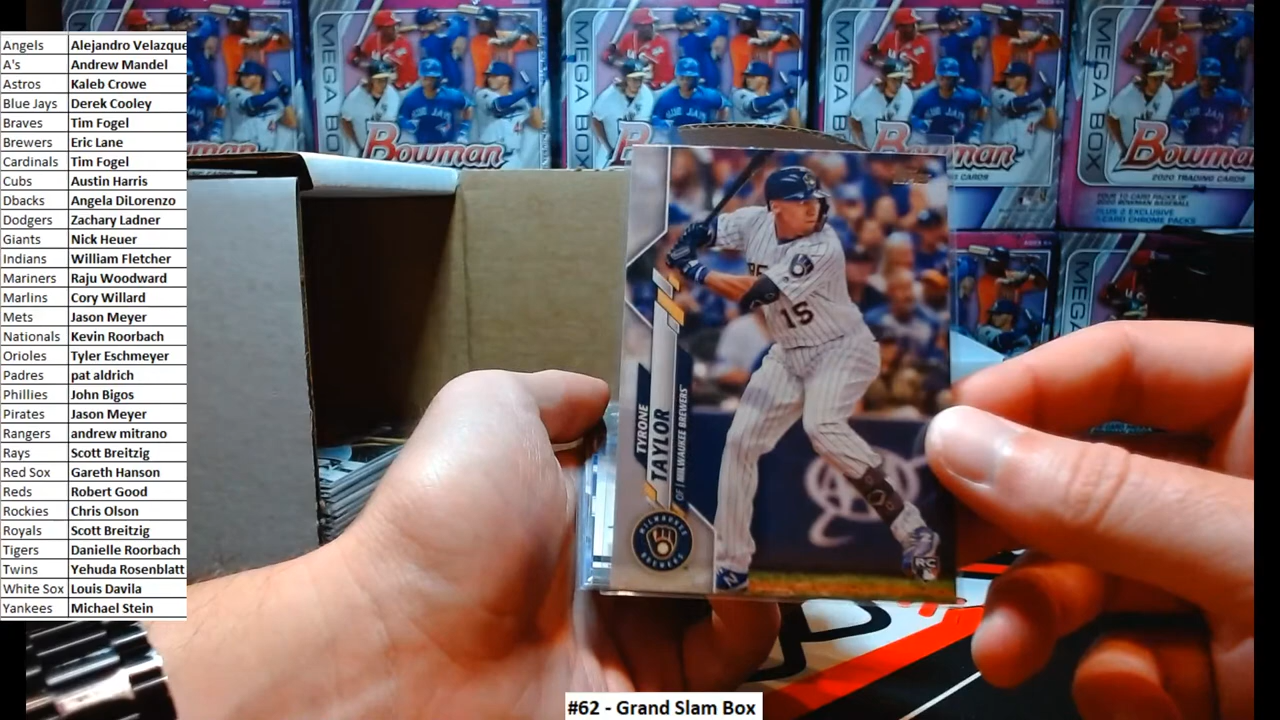 Angels Alejandro Velazque
A's Andrew Mandel
Astros Kaleb Crowe
Blue Jays Derek Cooley
Braves Tim Fogel
Brewers Eric Lane
Cardinals Tim Fogel
Cubs Austin Harris
Dbacks Angela DiLorenzo
Dodgers Zachary Ladner
Giants Nick Heuer
Indians William Fletcher
Mariners Raju Woodward
Marlins Cory Willard
Mets Jason Meyer
Nationals Kevin Roorbach
Orioles Tyler Eschmeyer
Padres pat aldrich
Phillies John Bigos
Pirates Jason Meyer
Rangers andrew mitrano
Rays Scott Breitzig
Red Sox Gareth Hanson
Reds Robert Good
Rockies Chris Olson
Royals Scott Breitzig
Tigers Danielle Roorbach
Twins Yehuda Rosenblatt
White Sox Louis Davila
Yankees Michael Stein
MEGA BOX
Bowman
MEGA BOX
Bowman
MEGA BOX
Bowman
2020 TRADING CARDS
MEGA
15
TYRONE
TAYLOR
OF | MILWAUKEE BREWERS
MILWAUKEE
BREWERS
RC
#62 - Grand Slam Box